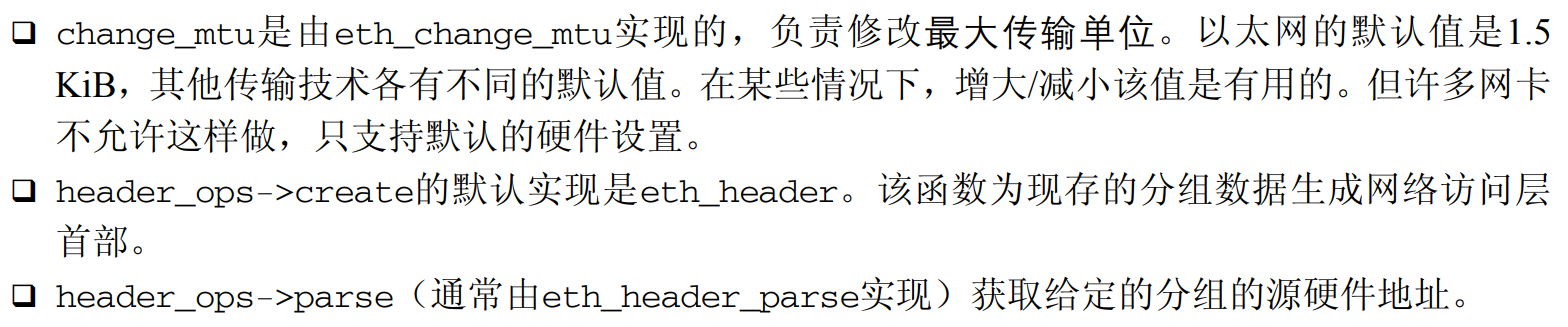 ❑ change_mtu是由eth_change_mtu实现的，负责修改最大传输单位。以太网的默认值是1.5
KiB，其他传输技术各有不同的默认值。在某些情况下，增大/减小该值是有用的。但许多网卡
不允许这样做，只支持默认的硬件设置。
❑ header_ops->create的默认实现是eth_header。该函数为现存的分组数据生成网络访问层
首部。
❑ header_ops->parse（通常由eth_header_parse实现）获取给定的分组的源硬件地址。